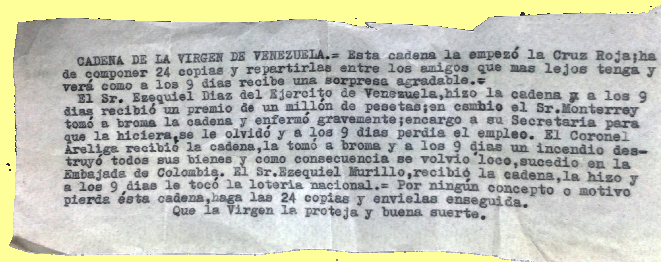 CADENA DE LA VIRGEN DE VENEZUELA.= Esta cadena la empezó la Cruz Roja;ha
de componer 24 copias y repartirlas entre los amigos que mas lejos tenga y
verá como a los 9 dias recibe una sorpresa agradable.=
El Sr. Ezequiel Diaz del Ejercito de Venezuela,hizo la cadena y a los 9
dias recibió un premio de un millón de pesetas;en cambio el Sr.Monterrey
tomó a broma la cadena y enfermó gravemente;encargo a su Secretaria para
que la hiciera,se le olvidó y a los 9 dias perdia el empleo. El Coronel
Areliga recibió la cadena,la tomó a broma y a los 9 dias un incendio des-
truyó todos sus bienes y como consecuencia se volvio loco,sucedio en la
Embajada de Colombia. El Sr.Ezequiel Murillo,recibió la cadena,la hizo y
a los 9 dias le tocó la loteria nacional.= Por ningún concepto o motivo
pierda ésta cadena,haga las 24 copias y envielas enseguida.
Que la Virgen la proteja y buena suerte.